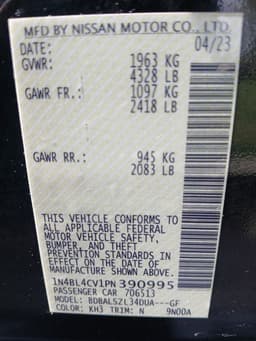 MFD BY NISSAN MOTOR CO., LTD.
DATE: 04/23
GVWR: 1963 KG
4328 LB
GAWR FR.: 1097 KG
2418 LB
GAWR RR.: 945 KG
2083 LB
THIS VEHICLE CONFORMS TO
ALL APPLICABLE FEDERAL
MOTOR VEHICLE SAFETY,
BUMPER, AND THEFT
PREVENTION STANDARDS IN
EFFECT ON THE DATE OF
MANUFACTURE SHOWN ABOVE.
1N4BL4CV1PN390995
PASSENGER CAR 706513
MODEL: BDBALSZL34DUA---GF
COLOR: KH3 TRIM: N 9N00A